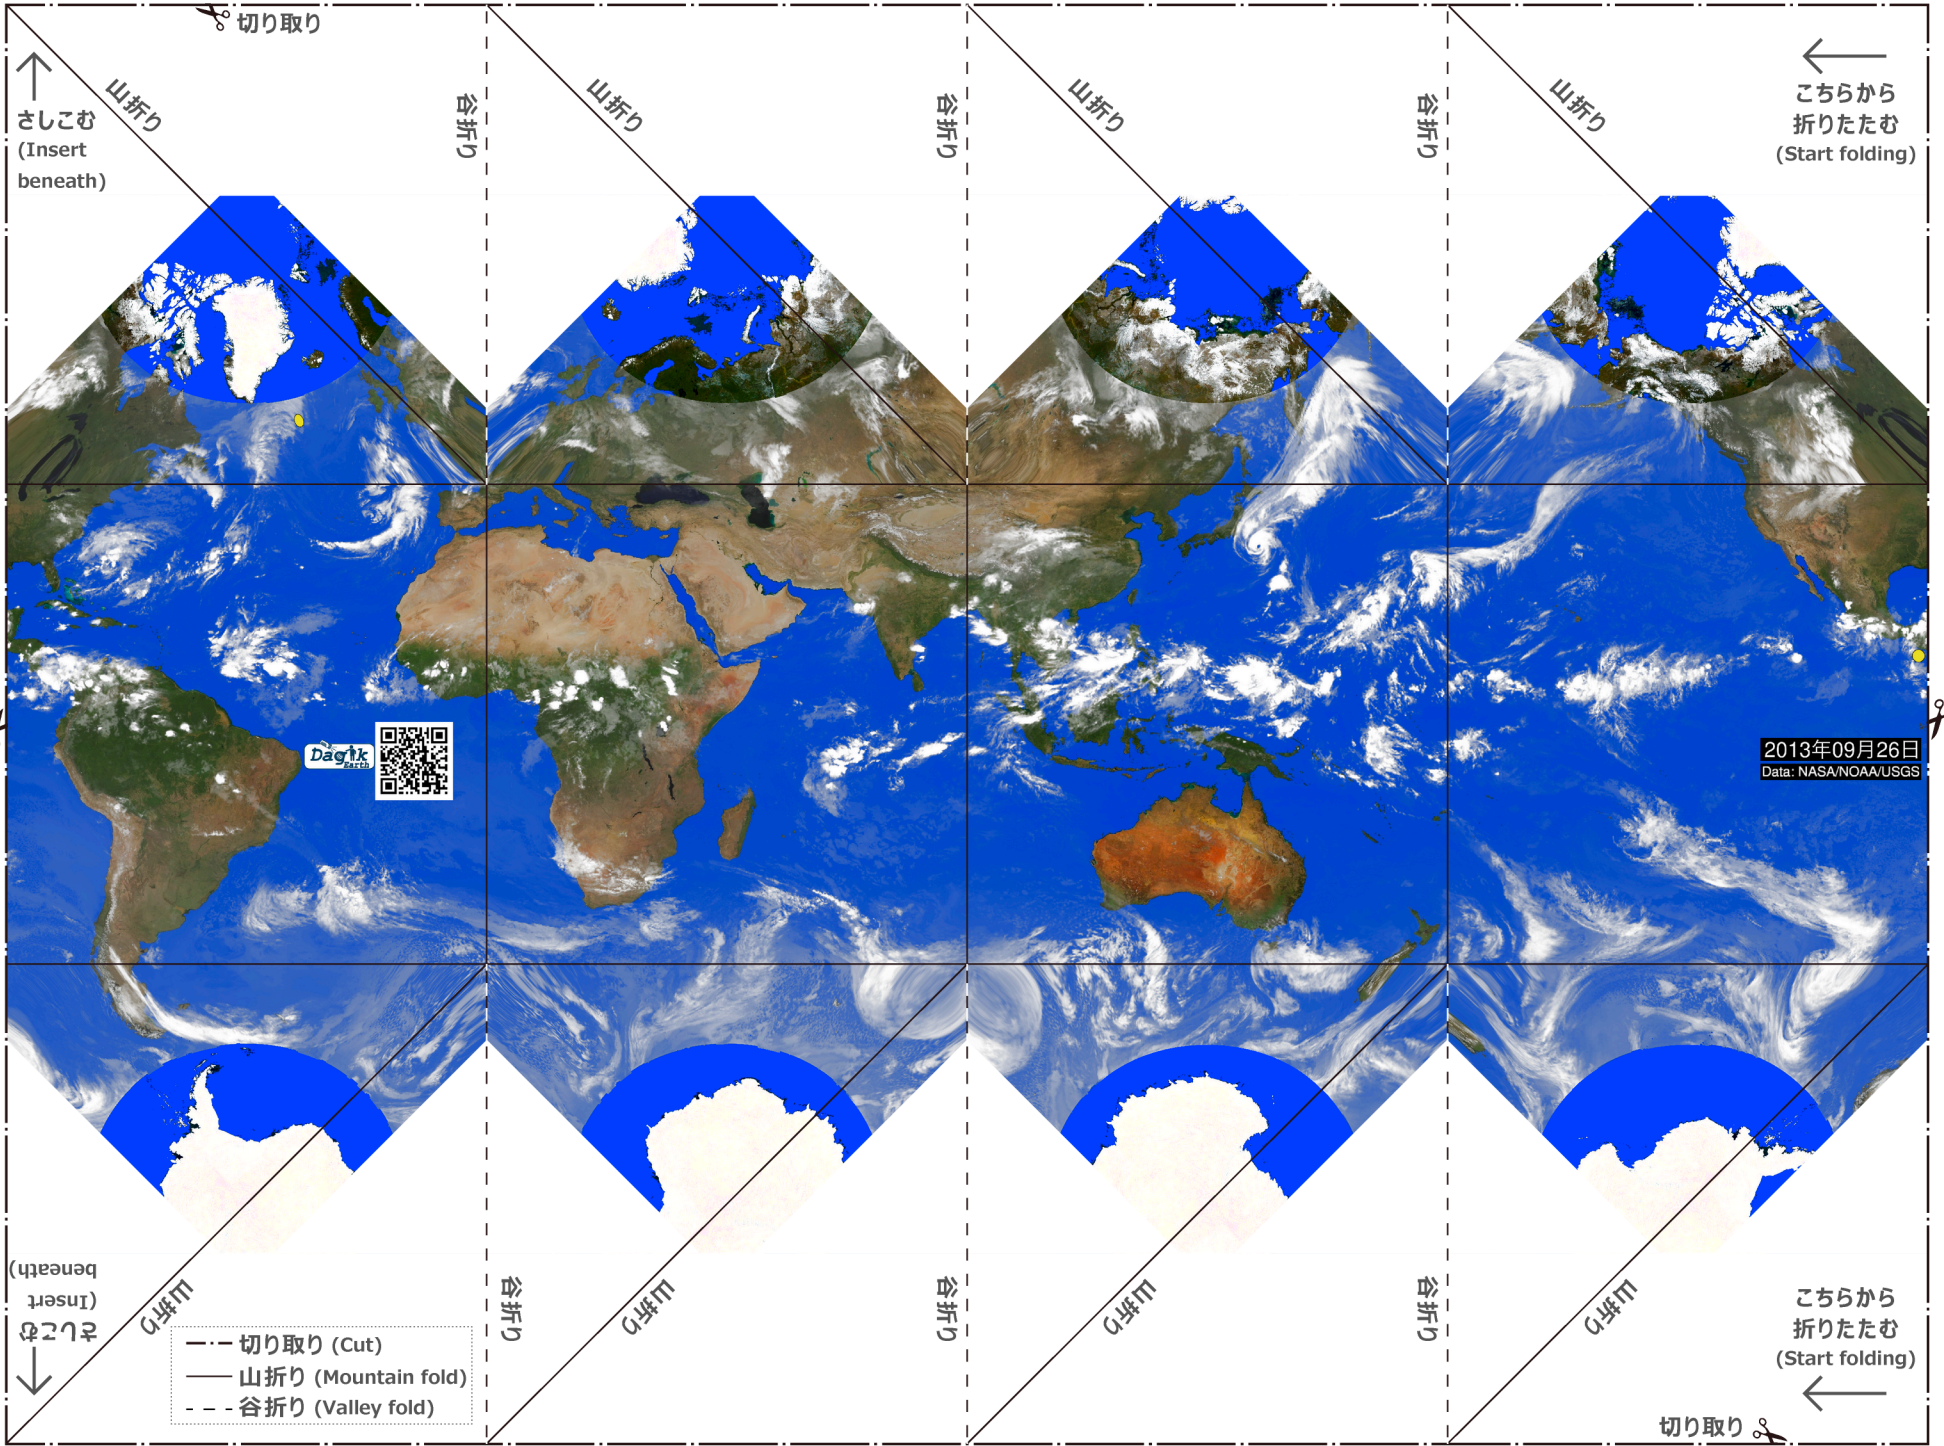 切り取り
山折り
谷折り
山折り
谷折り
山折り
谷折り
山折り
さしこむ
(Insert
beneath)
こちらから
折りたたむ
(Start folding)
Dagik
Earth
2013年09月26日
Data: NASA/NOAA/USGS
さしこむ
(Insert
beneath)
山折り
谷折り
山折り
谷折り
山折り
谷折り
山折り
こちらから
折りたたむ
(Start folding)
切り取り (Cut)
山折り (Mountain fold)
谷折り (Valley fold)
切り取り